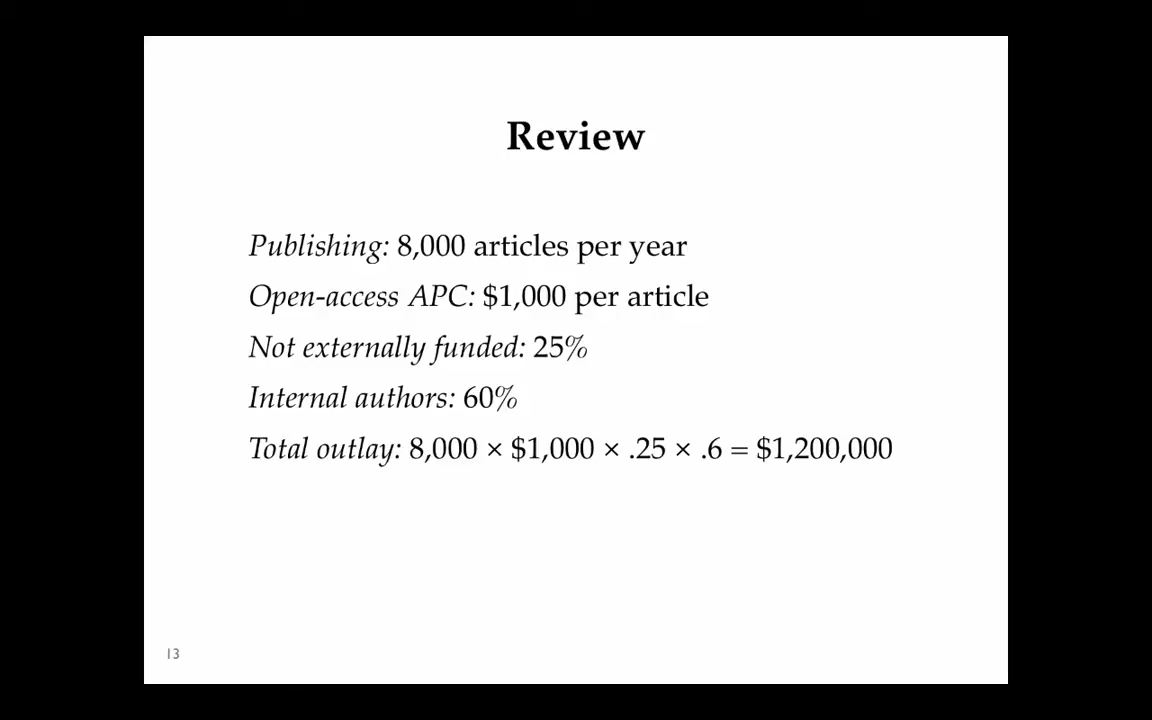 Review
Publishing: 8,000 articles per year
Open-access APC: $1,000 per article
Not externally funded: 25%
Internal authors: 60%
Total outlay: 8,000 × $1,000 × .25 × .6 = $1,200,000
13